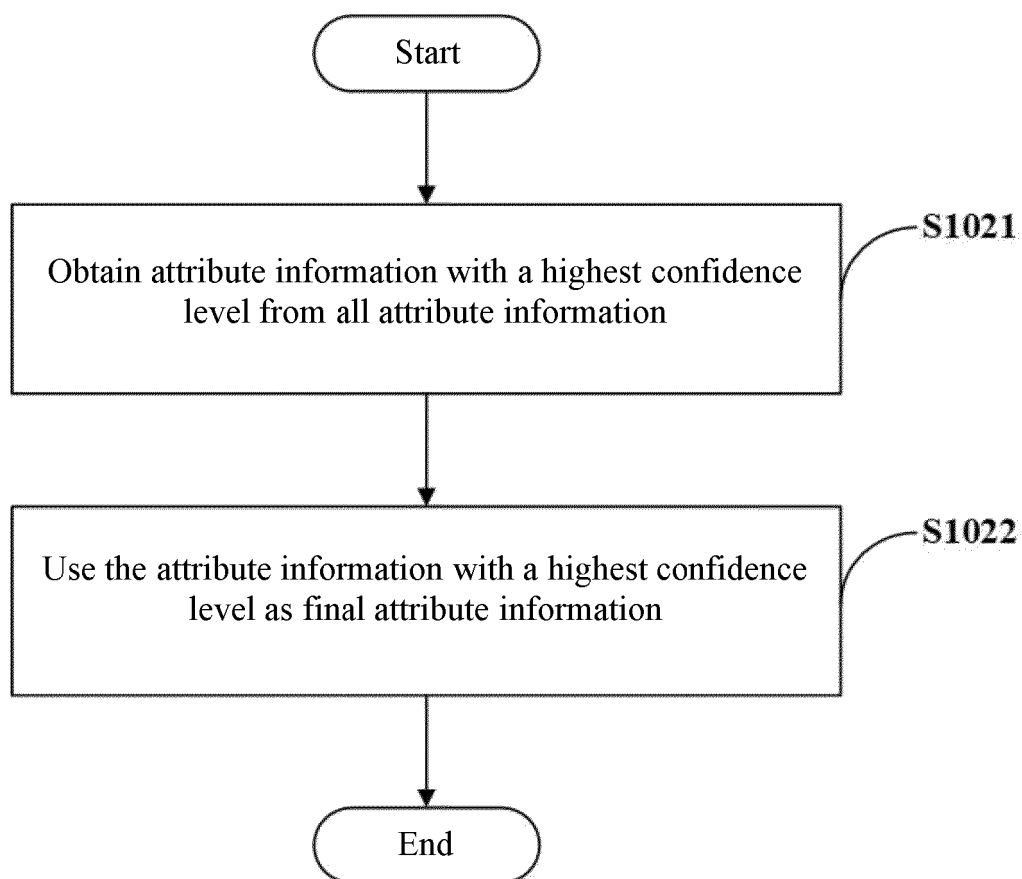 Start
S1021
Obtain attribute information with a highest confidence
level from all attribute information
S1022
Use the attribute information with a highest confidence
level as final attribute information
End